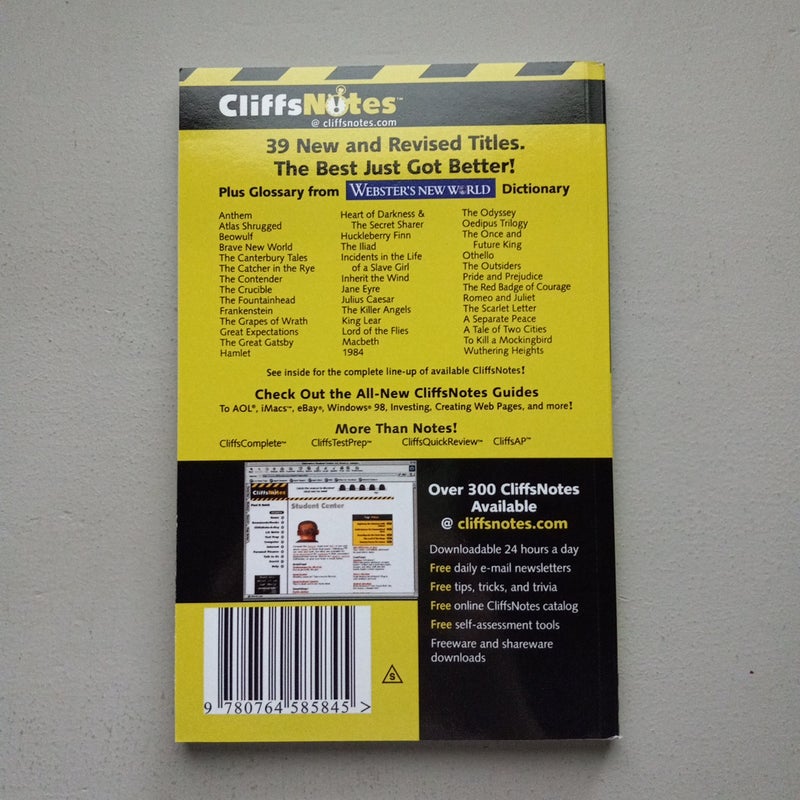 CliffsNotes™
@ cliffsnotes.com
39 New and Revised Titles.
The Best Just Got Better!
Plus Glossary from WEBSTER'S NEW WORLD Dictionary
Anthem
Atlas Shrugged
Beowulf
Brave New World
The Canterbury Tales
The Catcher in the Rye
The Contender
The Crucible
The Fountainhead
Frankenstein
The Grapes of Wrath
Great Expectations
The Great Gatsby
Hamlet
Heart of Darkness &
The Secret Sharer
Huckleberry Finn
The Iliad
Incidents in the Life
of a Slave Girl
Inherit the Wind
Jane Eyre
Julius Caesar
The Killer Angels
King Lear
Lord of the Flies
Macbeth
1984
The Odyssey
Oedipus Trilogy
The Once and
Future King
Othello
The Outsiders
Pride and Prejudice
The Red Badge of Courage
Romeo and Juliet
The Scarlet Letter
A Separate Peace
A Tale of Two Cities
To Kill a Mockingbird
Wuthering Heights
See inside for the complete line-up of available CliffsNotes!
Check Out the All-New CliffsNotes Guides
To AOL®, iMacs™, eBay®, Windows® 98, Investing, Creating Web Pages, and more!
More Than Notes!
CliffsComplete™ CliffsTestPrep™ CliffsQuickReview™ CliffsAP™
CliffsNotes
Student Center
Over 300 CliffsNotes
Available
@ cliffsnotes.com
Downloadable 24 hours a day
Free daily e-mail newsletters
Free tips, tricks, and trivia
Free online CliffsNotes catalog
Free self-assessment tools
Freeware and shareware
downloads
S
9 780764 585845 >